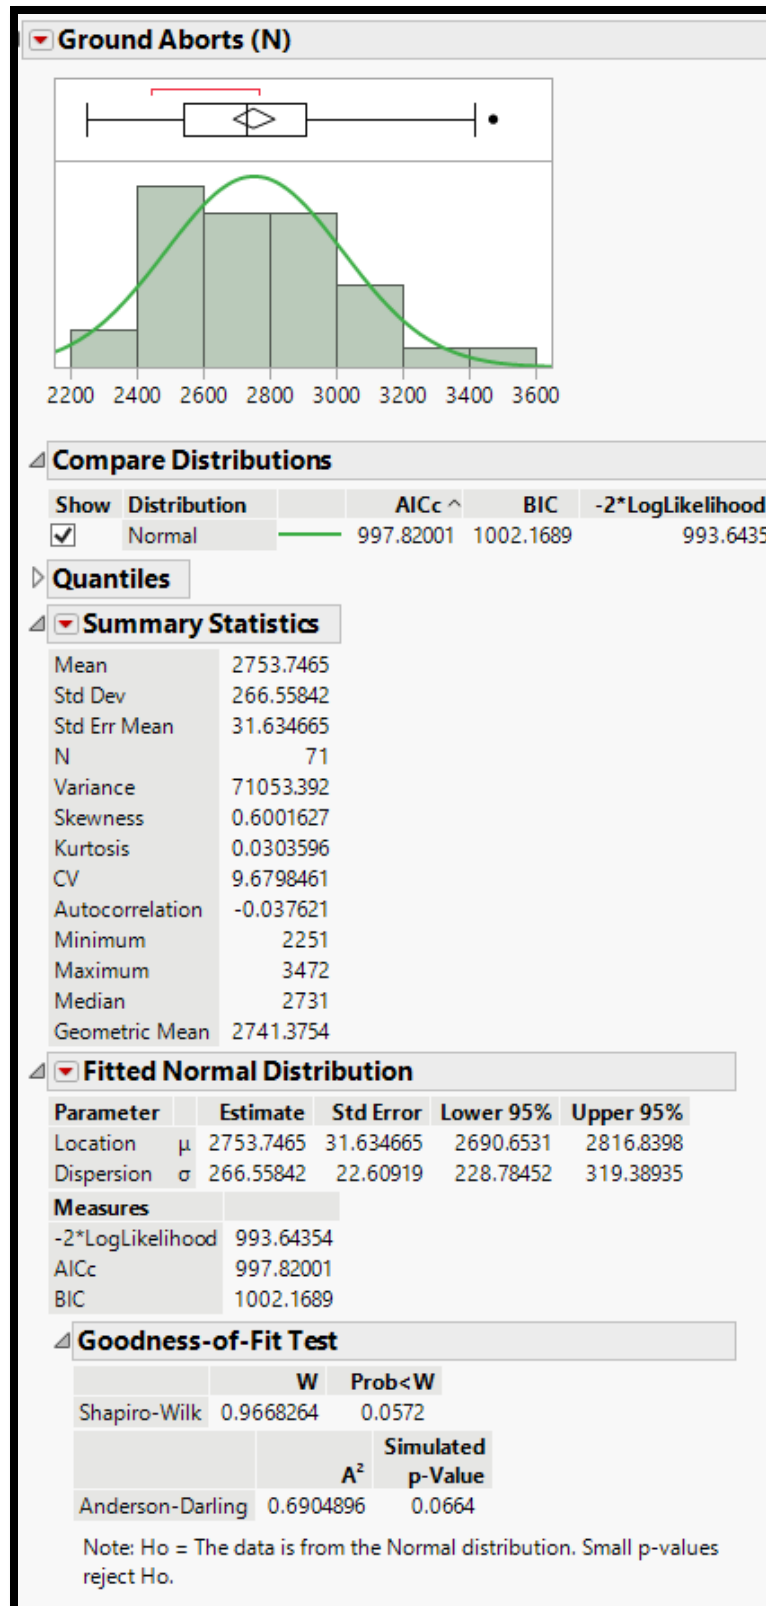 Ground Aborts (N)
2200 2400 2600 2800 3000 3200 3400 3600
Compare Distributions
Show Distribution AICc ^ BIC -2*LogLikelihood
Normal 997.82001 1002.1689 993.6435
Quantiles
Summary Statistics
Mean 2753.7465
Std Dev 266.55842
Std Err Mean 31.634665
N 71
Variance 71053.392
Skewness 0.6001627
Kurtosis 0.0303596
CV 9.6798461
Autocorrelation -0.037621
Minimum 2251
Maximum 3472
Median 2731
Geometric Mean 2741.3754
Fitted Normal Distribution
Parameter Estimate Std Error Lower 95% Upper 95%
Location μ 2753.7465 31.634665 2690.6531 2816.8398
Dispersion σ 266.55842 22.60919 228.78452 319.38935
Measures
-2*LogLikelihood 993.64354
AICc 997.82001
BIC 1002.1689
Goodness-of-Fit Test
W Prob<W
Shapiro-Wilk 0.9668264 0.0572
Simulated
A² p-Value
Anderson-Darling 0.6904896 0.0664
Note: Ho = The data is from the Normal distribution. Small p-values
reject Ho.